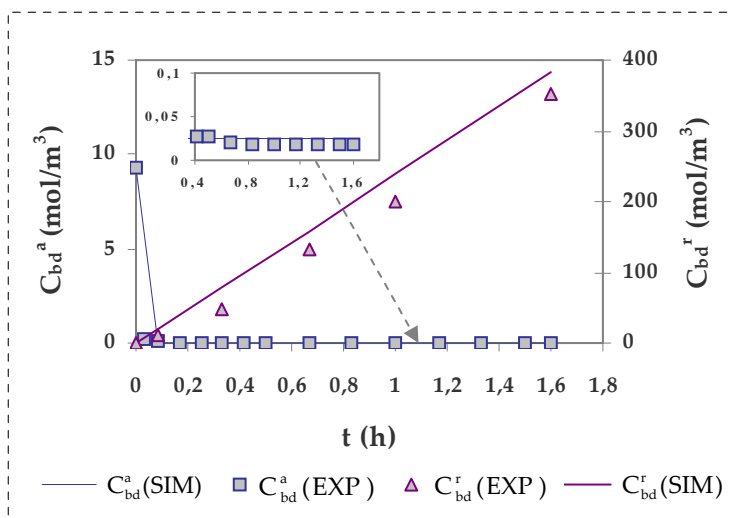 15
10
5
0
C_bd^a (mol/m³)
0,1
0,05
0
0,4 0,8 1,2 1,6
400
300
200
100
0
C_bd^r (mol/m³)
0 0,2 0,4 0,6 0,8 1 1,2 1,4 1,6 1,8
t (h)
C_bd^a(SIM) C_bd^a(EXP) C_bd^r(EXP) C_bd^r(SIM)